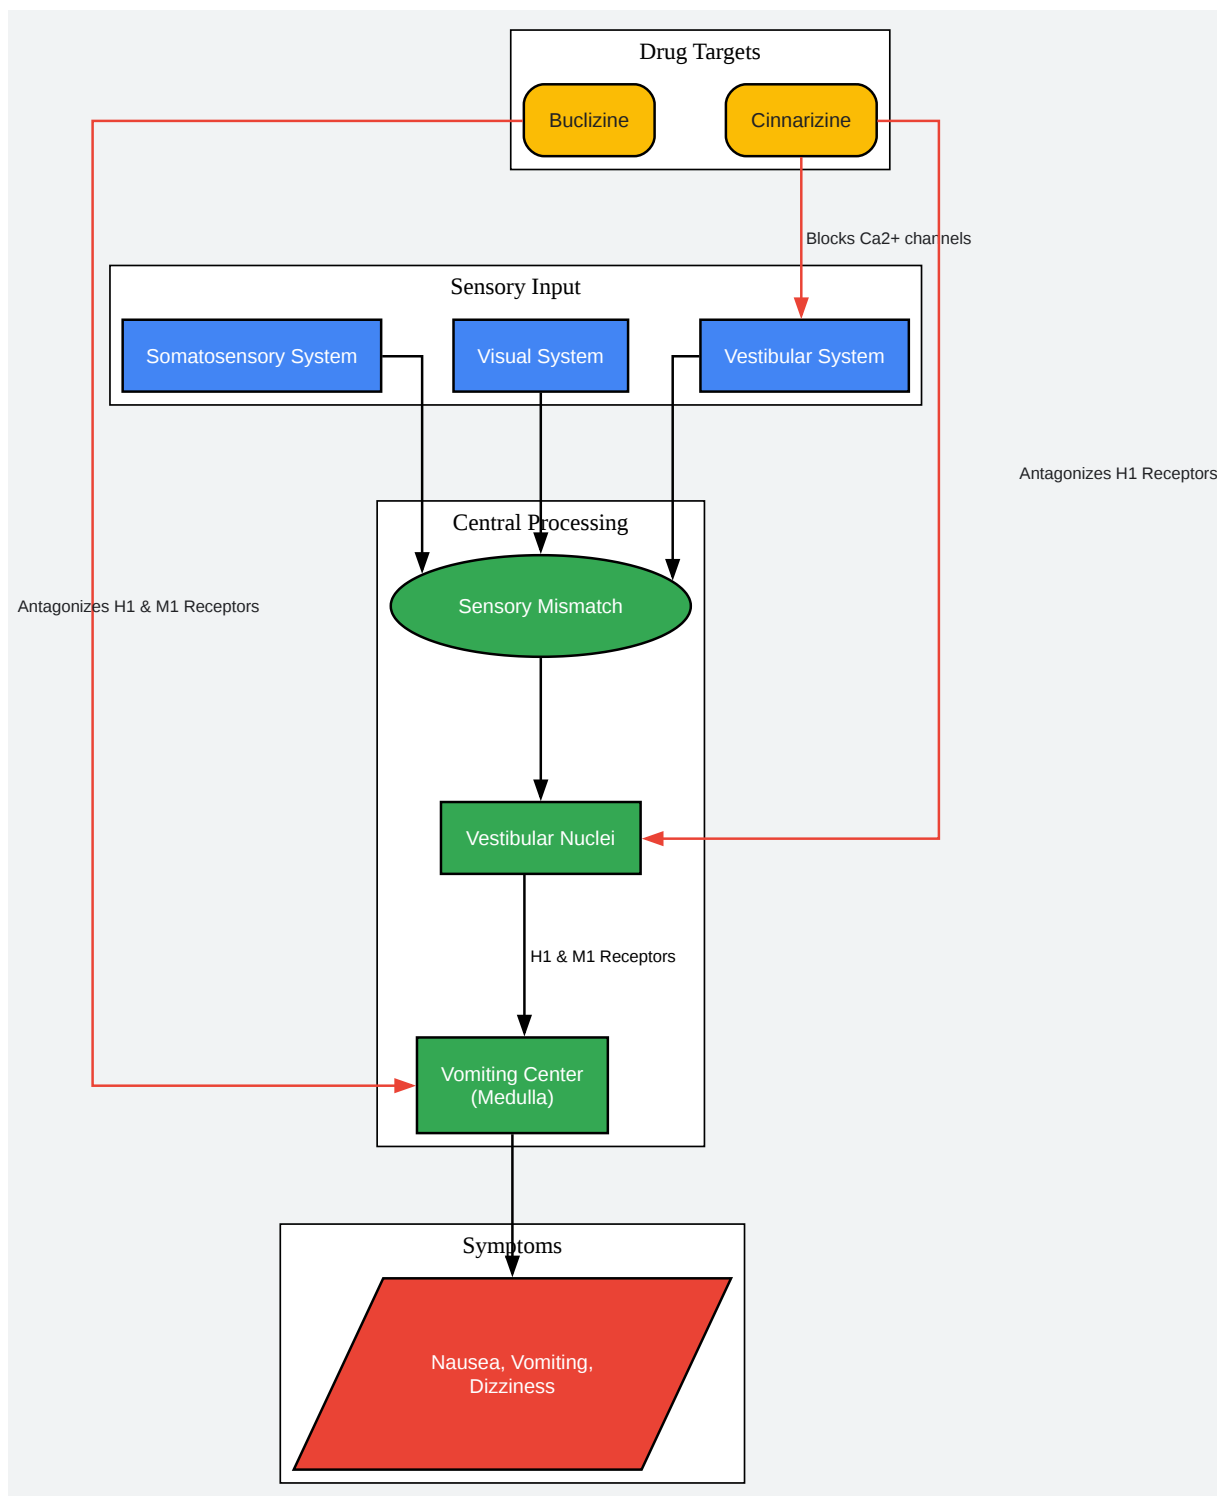 Drug Targets
Buclizine
Cinnarizine
Blocks Ca2+ channels
Sensory Input
Somatosensory System
Visual System
Vestibular System
Antagonizes H1 Receptors
Central Processing
Sensory Mismatch
Antagonizes H1 & M1 Receptors
Vestibular Nuclei
H1 & M1 Receptors
Vomiting Center
(Medulla)
Symptoms
Nausea, Vomiting,
Dizziness